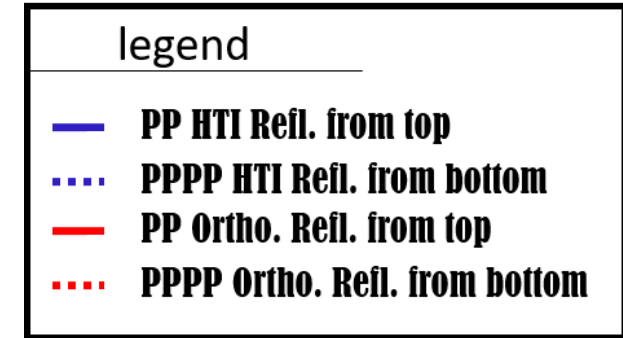 legend
PP HTI Refl. from top
PPPP HTI Refl. from bottom
PP Ortho. Refl. from top
PPPP Ortho. Refl. from bottom